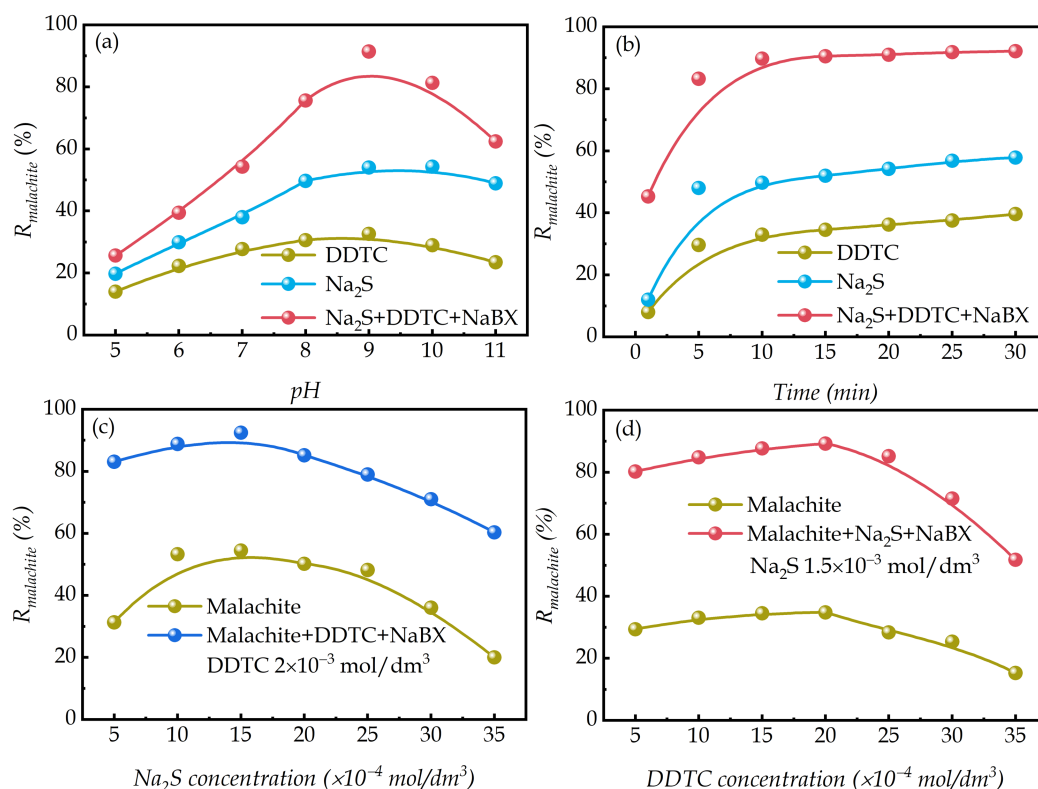 (a)
R_malachite (%)
100
80
60
40
20
0
DDTC
Na₂S
Na₂S+DDTC+NaBX
5 6 7 8 9 10 11
pH
(b)
R_malachite (%)
100
80
60
40
20
0
DDTC
Na₂S
Na₂S+DDTC+NaBX
0 5 10 15 20 25 30
Time (min)
(c)
R_malachite (%)
100
80
60
40
20
0
Malachite
Malachite+DDTC+NaBX
DDTC 2×10⁻³ mol/dm³
5 10 15 20 25 30 35
Na₂S concentration (×10⁻⁴ mol/dm³)
(d)
R_malachite (%)
100
80
60
40
20
0
Malachite
Malachite+Na₂S+NaBX
Na₂S 1.5×10⁻³ mol/dm³
5 10 15 20 25 30 35
DDTC concentration (×10⁻⁴ mol/dm³)